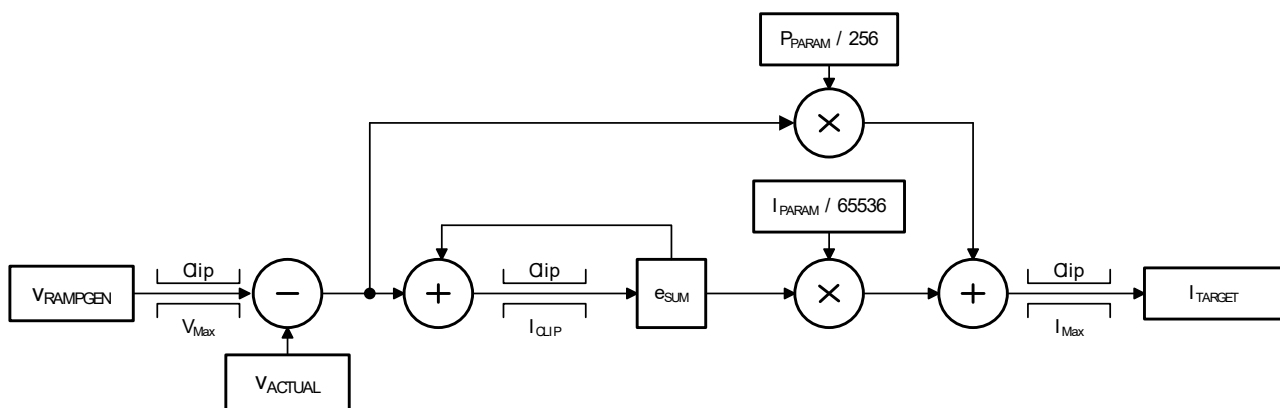 PPARAM / 256
IPARAM / 65536
Clip
Clip
Clip
VRAMPGEN
eSUM
ITARGET
VMax
ICLIP
IMax
VACTUAL